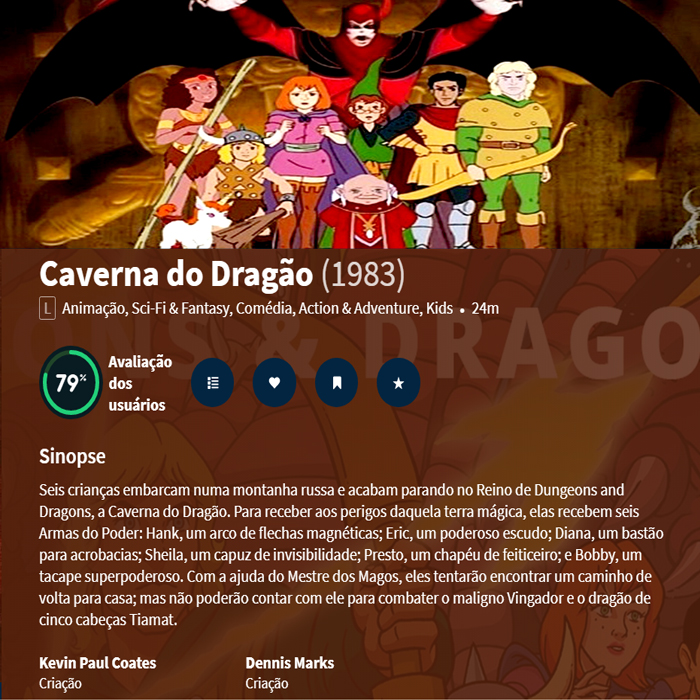 Caverna do Dragão (1983)
L Animação, Sci-Fi & Fantasy, Comédia, Action & Adventure, Kids • 24m
ONS & DRAGO
79%
Avaliação
dos
usuários
Sinopse
Seis crianças embarcam numa montanha russa e acabam parando no Reino de Dungeons and
Dragons, a Caverna do Dragão. Para receber aos perigos daquela terra mágica, elas recebem seis
Armas do Poder: Hank, um arco de flechas magnéticas; Eric, um poderoso escudo; Diana, um bastão
para acrobacias; Sheila, um capuz de invisibilidade; Presto, um chapéu de feiticeiro; e Bobby, um
tacape superpoderoso. Com a ajuda do Mestre dos Magos, eles tentarão encontrar um caminho de
volta para casa; mas não poderão contar com ele para combater o maligno Vingador e o dragão de
cinco cabeças Tiamat.
Kevin Paul Coates
Criação
Dennis Marks
Criação